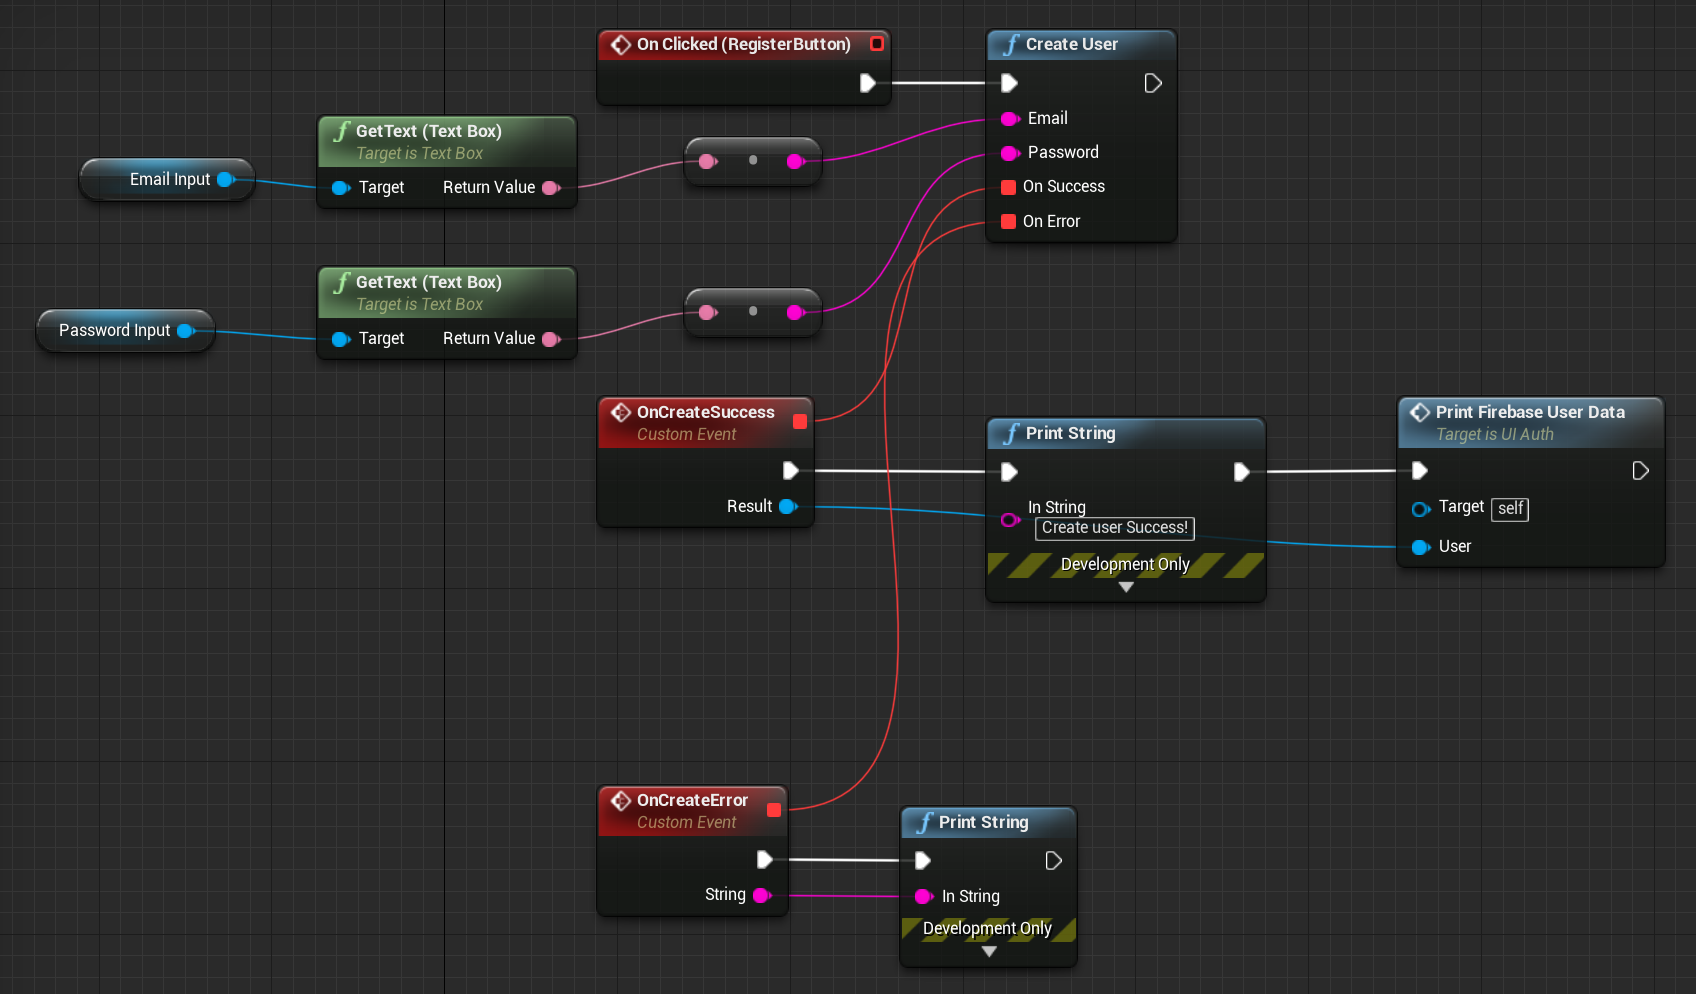 On Clicked (RegisterButton)
f Create User
Email
Password
On Success
On Error
f GetText (Text Box)
Target is Text Box
Target Return Value
Email Input
f GetText (Text Box)
Target is Text Box
Target Return Value
Password Input
OnCreateSuccess
Custom Event
Result
f Print String
In String
Create user Success!
Development Only
Print Firebase User Data
Target is UI Auth
Target self
User
OnCreateError
Custom Event
String
f Print String
In String
Development Only